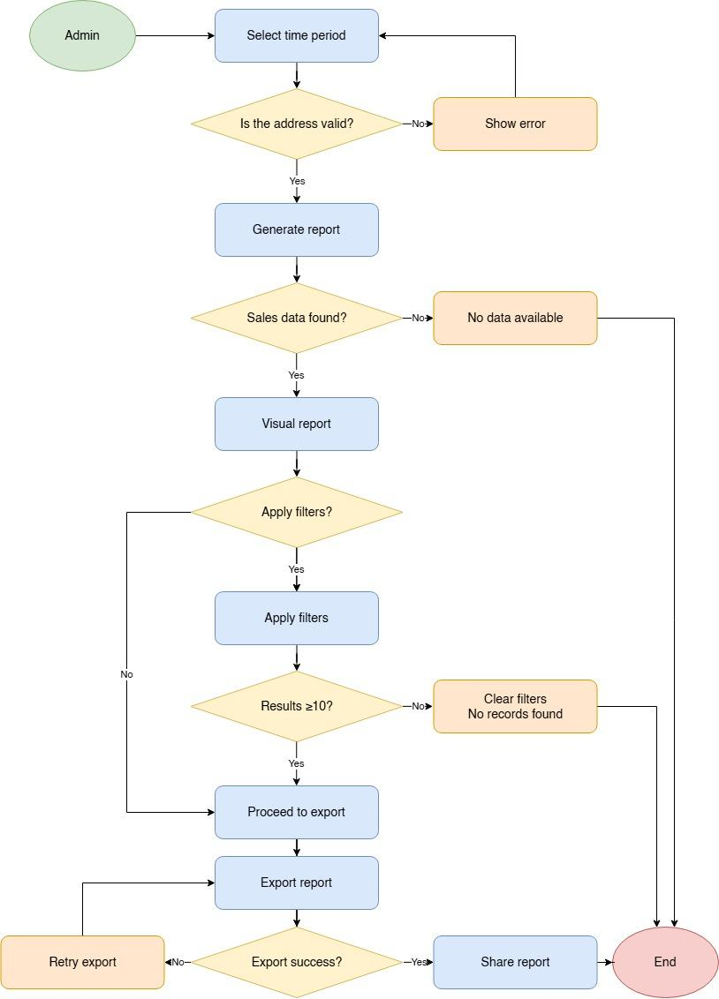 Admin
Select time period
Is the address valid?
No
Show error
Yes
Generate report
Sales data found?
No
No data available
Yes
Visual report
Apply filters?
Yes
Apply filters
No
Results ≥10?
No
Clear filters
No records found
Yes
Proceed to export
Export report
Retry export
No
Export success?
Yes
Share report
End